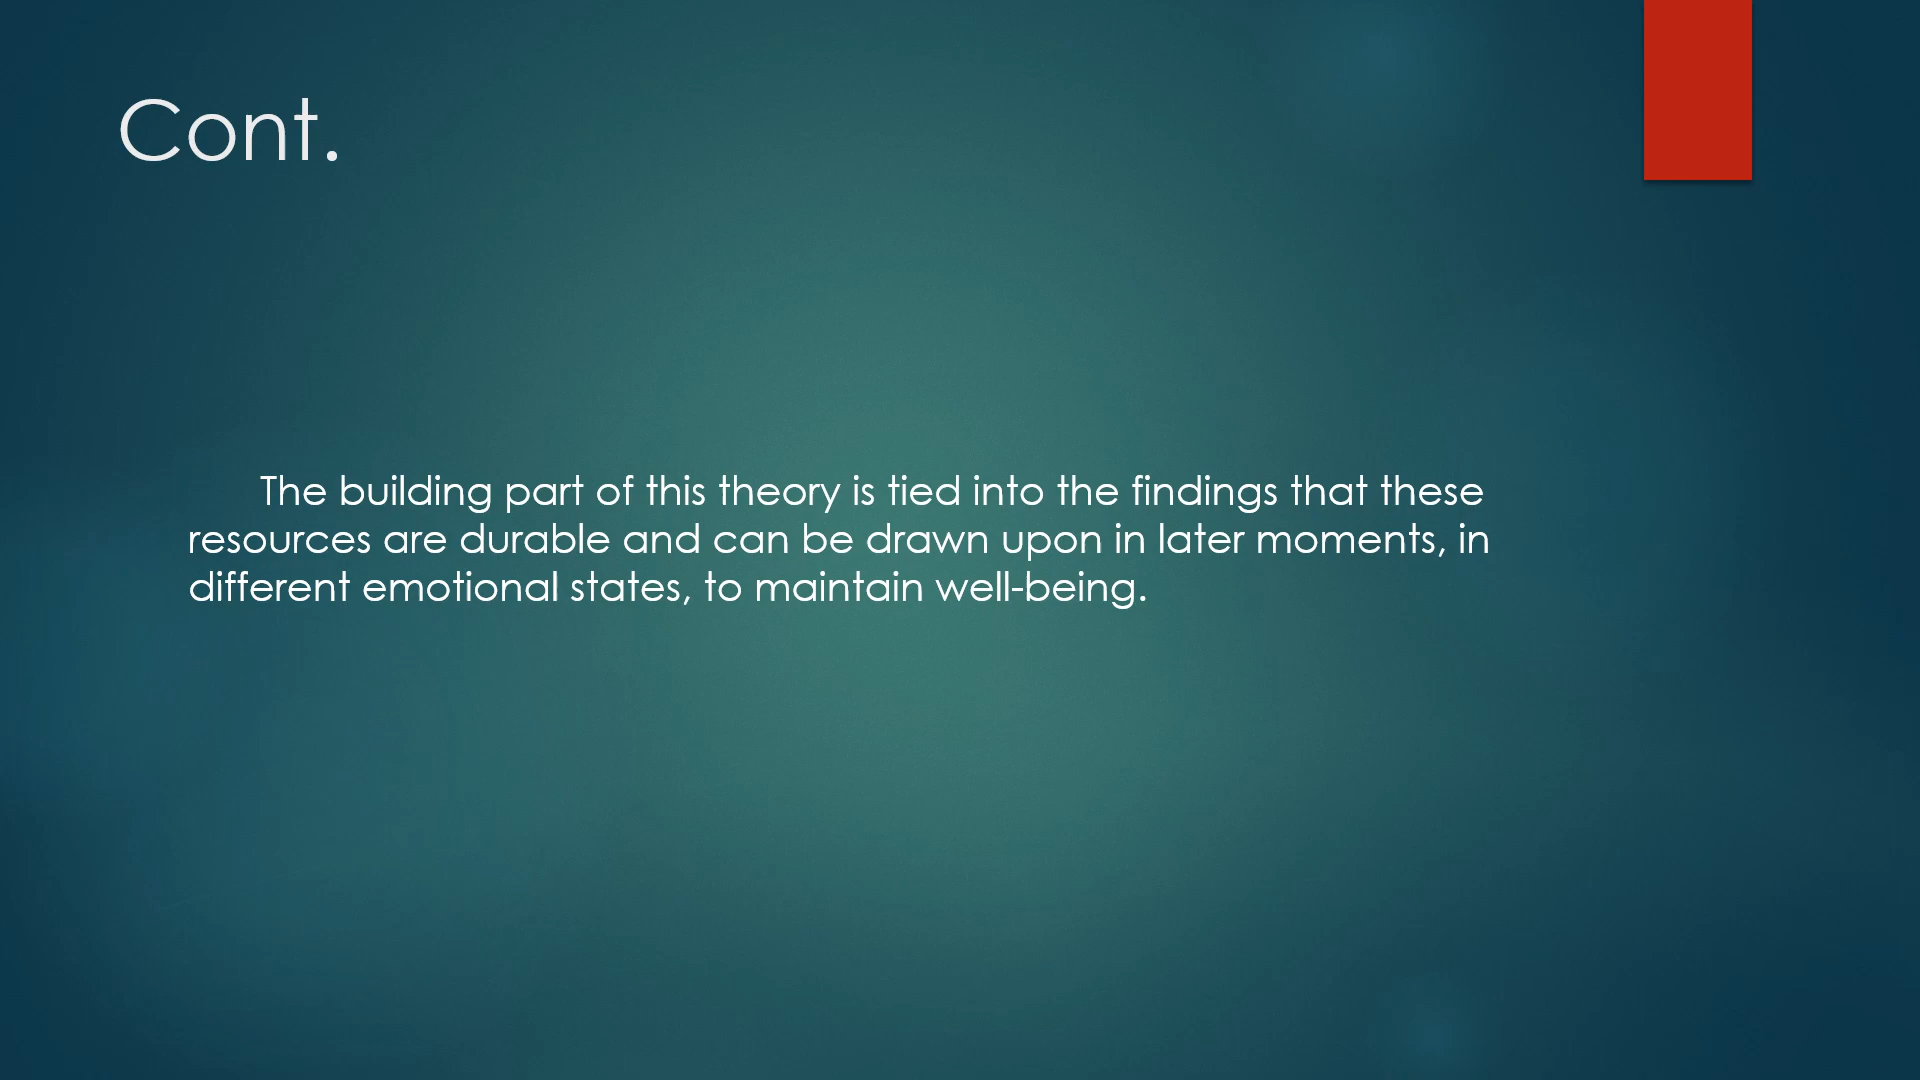 Cont.
The building part of this theory is tied into the findings that these
resources are durable and can be drawn upon in later moments, in
different emotional states, to maintain well-being.